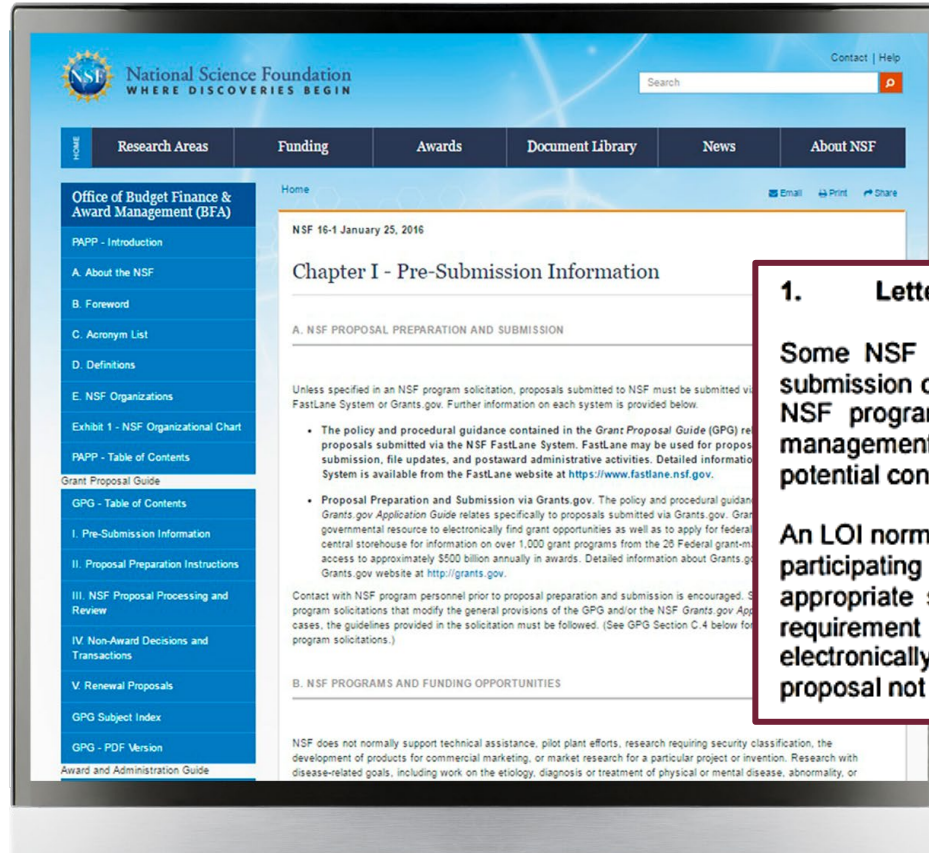 Contact | Help
NSF
National Science Foundation
WHERE DISCOVERIES BEGIN
Search
HOME
Research Areas
Funding
Awards
Document Library
News
About NSF
Office of Budget Finance &
Award Management (BFA)
PAPP - Introduction
A. About the NSF
B. Foreword
C. Acronym List
D. Definitions
E. NSF Organizations
Exhibit 1 - NSF Organizational Chart
PAPP - Table of Contents
Grant Proposal Guide
GPG - Table of Contents
I. Pre-Submission Information
II. Proposal Preparation Instructions
III. NSF Proposal Processing and
Review
IV. Non-Award Decisions and
Transactions
V. Renewal Proposals
GPG Subject Index
GPG - PDF Version
Award and Administration Guide
Home
Email Print Share
NSF 16-1 January 25, 2016
Chapter I - Pre-Submission Information
A. NSF PROPOSAL PREPARATION AND SUBMISSION
Unless specified in an NSF program solicitation, proposals submitted to NSF must be submitted vi
FastLane System or Grants.gov. Further information on each system is provided below.
• The policy and procedural guidance contained in the Grant Proposal Guide (GPG) re
proposals submitted via the NSF FastLane System. FastLane may be used for propos
submission, file updates, and postaward administrative activities. Detailed informatio
System is available from the FastLane website at https://www.fastlane.nsf.gov.
• Proposal Preparation and Submission via Grants.gov. The policy and procedural guidan
Grants.gov Application Guide relates specifically to proposals submitted via Grants.gov. Gra
governmental resource to electronically find grant opportunities as well as to apply for federal
central storehouse for information on over 1,000 grant programs from the 26 Federal grant-m
access to approximately $500 billion annually in awards. Detailed information about Grants.g
Grants.gov website at http://grants.gov.
Contact with NSF program personnel prior to proposal preparation and submission is encouraged. S
program solicitations that modify the general provisions of the GPG and/or the NSF Grants.gov App
cases, the guidelines provided in the solicitation must be followed. (See GPG Section C.4 below for
program solicitations.)
B. NSF PROGRAMS AND FUNDING OPPORTUNITIES
NSF does not normally support technical assistance, pilot plant efforts, research requiring security classification, the
development of products for commercial marketing, or market research for a particular project or invention. Research with
disease-related goals, including work on the etiology, diagnosis or treatment of physical or mental disease, abnormality, or
1. Lette
Some NSF
submission o
NSF program
management
potential con
An LOI norm
participating
appropriate s
requirement
electronically
proposal not